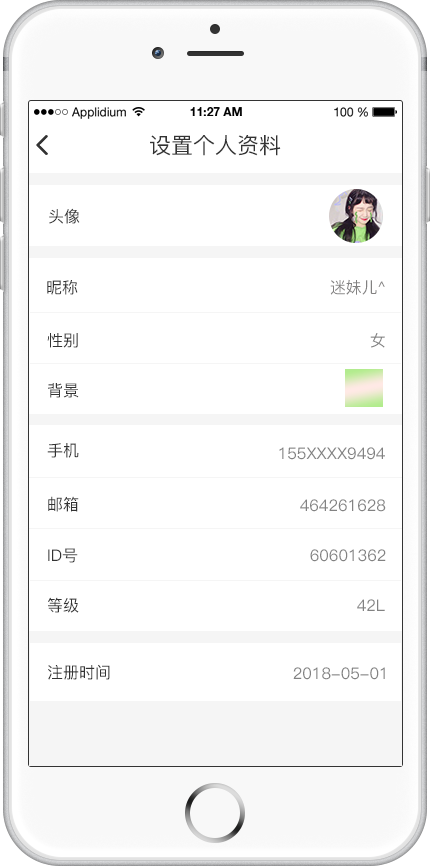 Applidium 11:27 AM 100 %
设置个人资料
头像
昵称 迷妹儿^
性别 女
背景
手机 155XXXX9494
邮箱 464261628
ID号 60601362
等级 42L
注册时间 2018-05-01